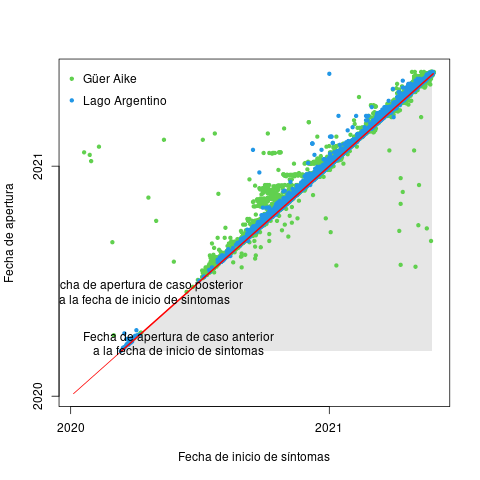 Güer Aike
Lago Argentino
2021
Fecha de apertura
cha de apertura de caso posterior
a la fecha de inicio de síntomas
Fecha de apertura de caso anterior
a la fecha de inicio de sintomas
2020
2020
2021
Fecha de inicio de síntomas